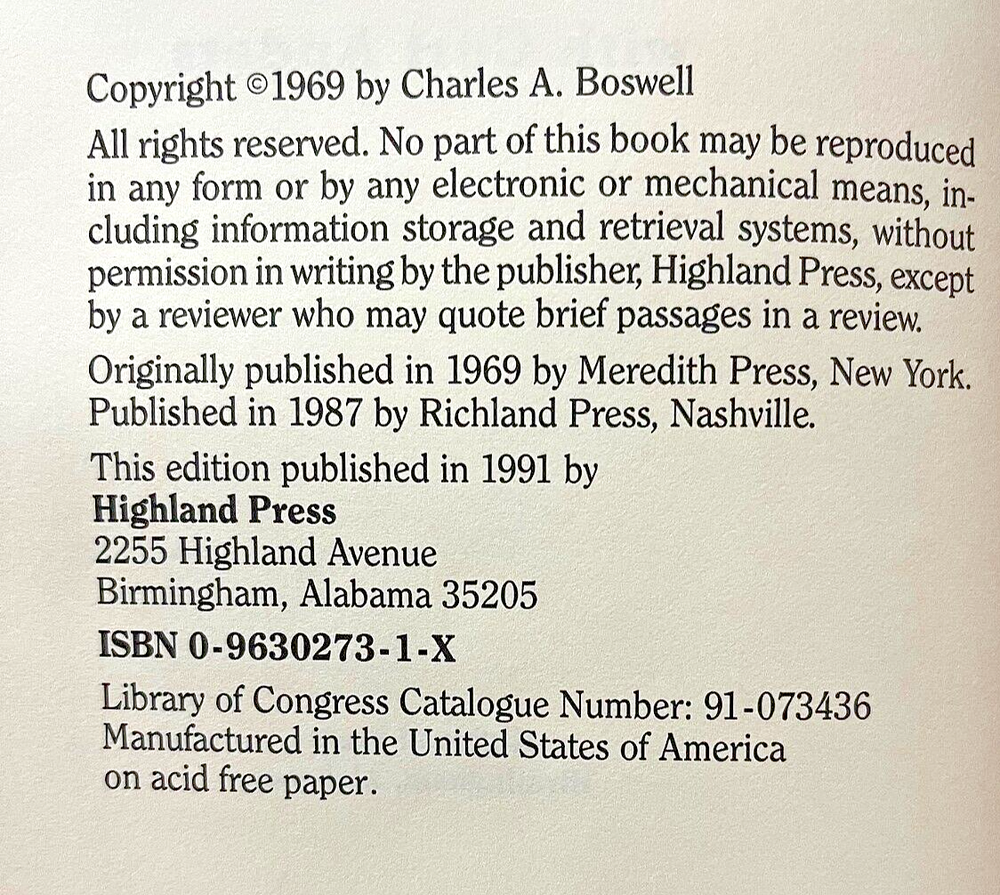 Copyright ©1969 by Charles A. Boswell
All rights reserved. No part of this book may be reproduced
in any form or by any electronic or mechanical means, in-
cluding information storage and retrieval systems, without
permission in writing by the publisher, Highland Press, except
by a reviewer who may quote brief passages in a review.
Originally published in 1969 by Meredith Press, New York.
Published in 1987 by Richland Press, Nashville.
This edition published in 1991 by
Highland Press
2255 Highland Avenue
Birmingham, Alabama 35205
ISBN 0-9630273-1-X
Library of Congress Catalogue Number: 91-073436
Manufactured in the United States of America
on acid free paper.